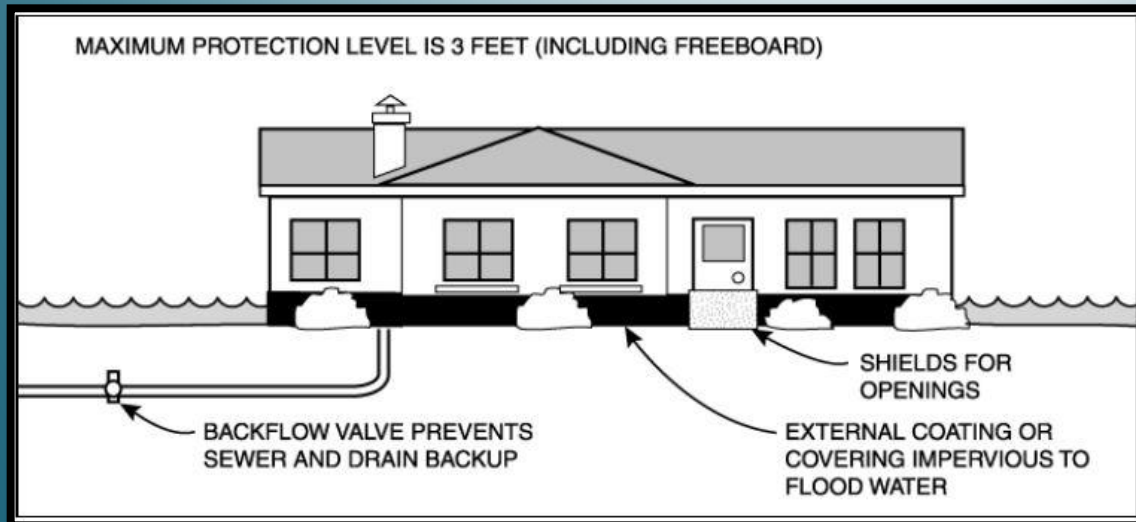 MAXIMUM PROTECTION LEVEL IS 3 FEET (INCLUDING FREEBOARD)
SHIELDS FOR
OPENINGS
BACKFLOW VALVE PREVENTS
SEWER AND DRAIN BACKUP
EXTERNAL COATING OR
COVERING IMPERVIOUS TO
FLOOD WATER